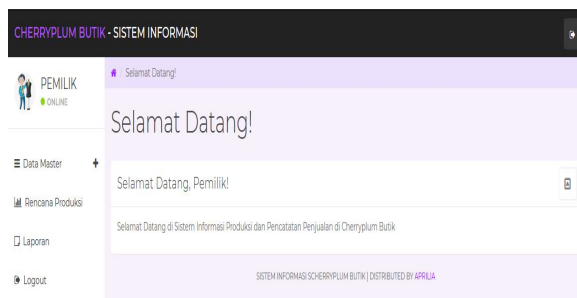 CHERRYPLUM BUTIK - SISTEM INFORMASI
PEMILIK
ONLINE
Data Master
Rencana Produksi
Laporan
Logout
Selamat Datang!
Selamat Datang!
Selamat Datang, Pemilik!
Selamat Datang di Sistem Informasi Produksi dan Pencatatan Penjualan di Cherryplum Butik
SISTEM INFORMASI SCHERRYPLUM BUTIK | DISTRIBUTED BY APRILIA